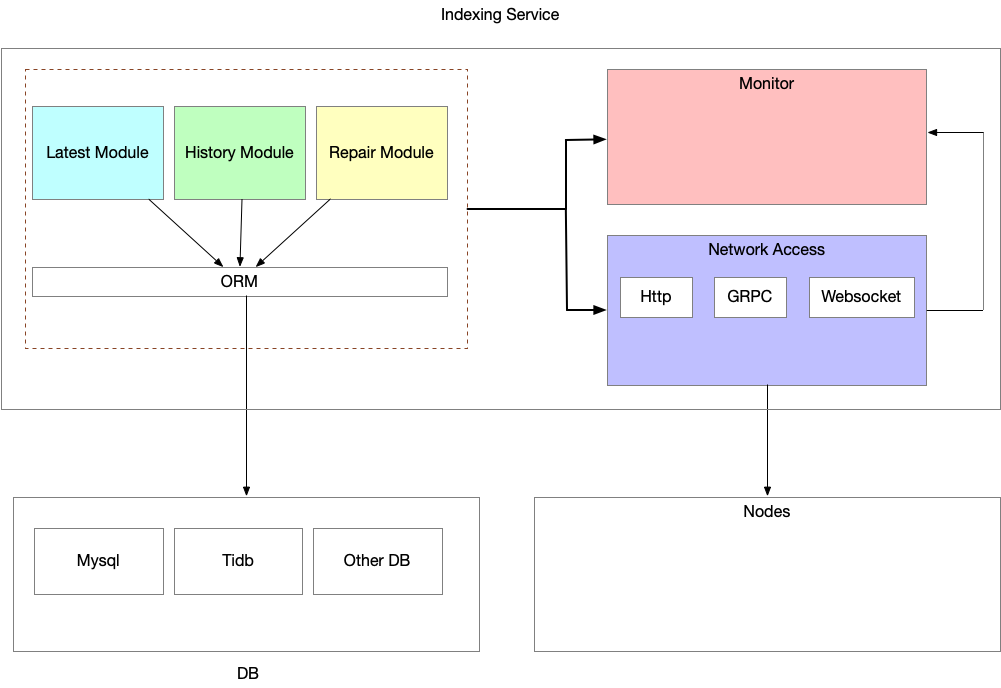 Indexing Service
Monitor
Latest Module
History Module
Repair Module
Network Access
ORM
Http
GRPC
Websocket
Nodes
Mysql
Tidb
Other DB
DB